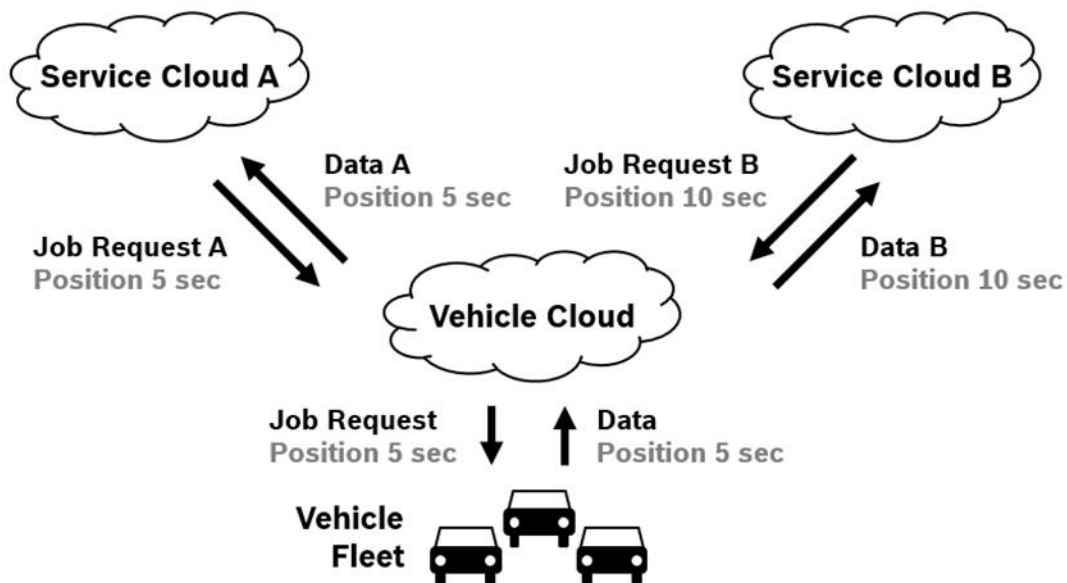 Service Cloud A
Service Cloud B
Data A
Position 5 sec
Job Request B
Position 10 sec
Job Request A
Position 5 sec
Data B
Position 10 sec
Vehicle Cloud
Job Request
Position 5 sec
Data
Position 5 sec
Vehicle
Fleet